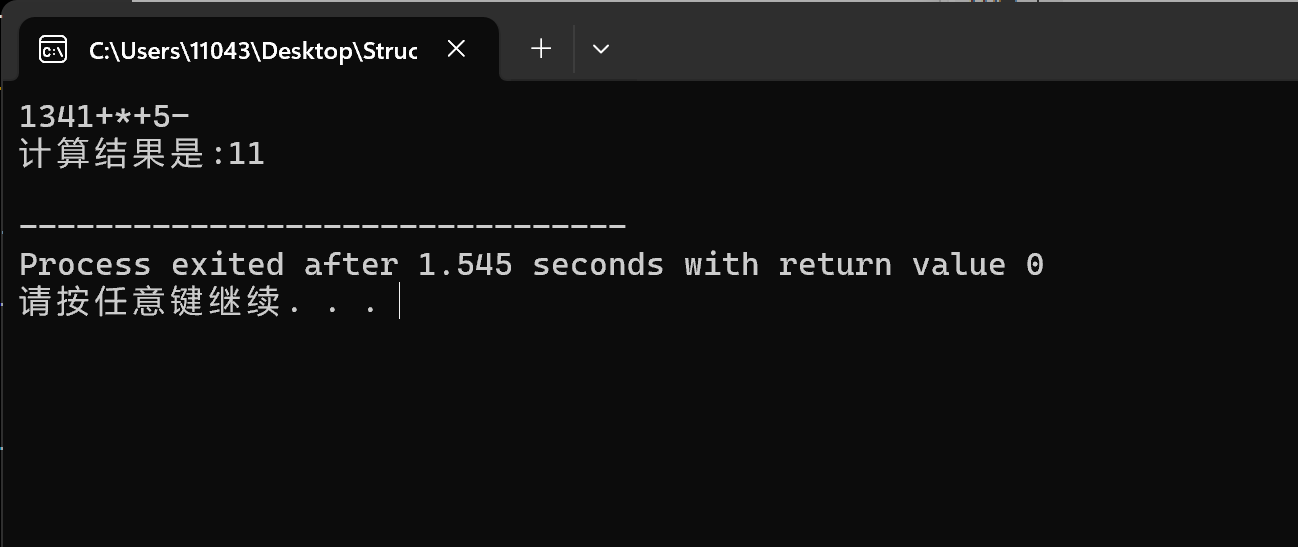 C:\Users\11043\Desktop\Struc
1341+*+5-
计算结果是:11
--------------------------------
Process exited after 1.545 seconds with return value 0
请按任意键继续. . .